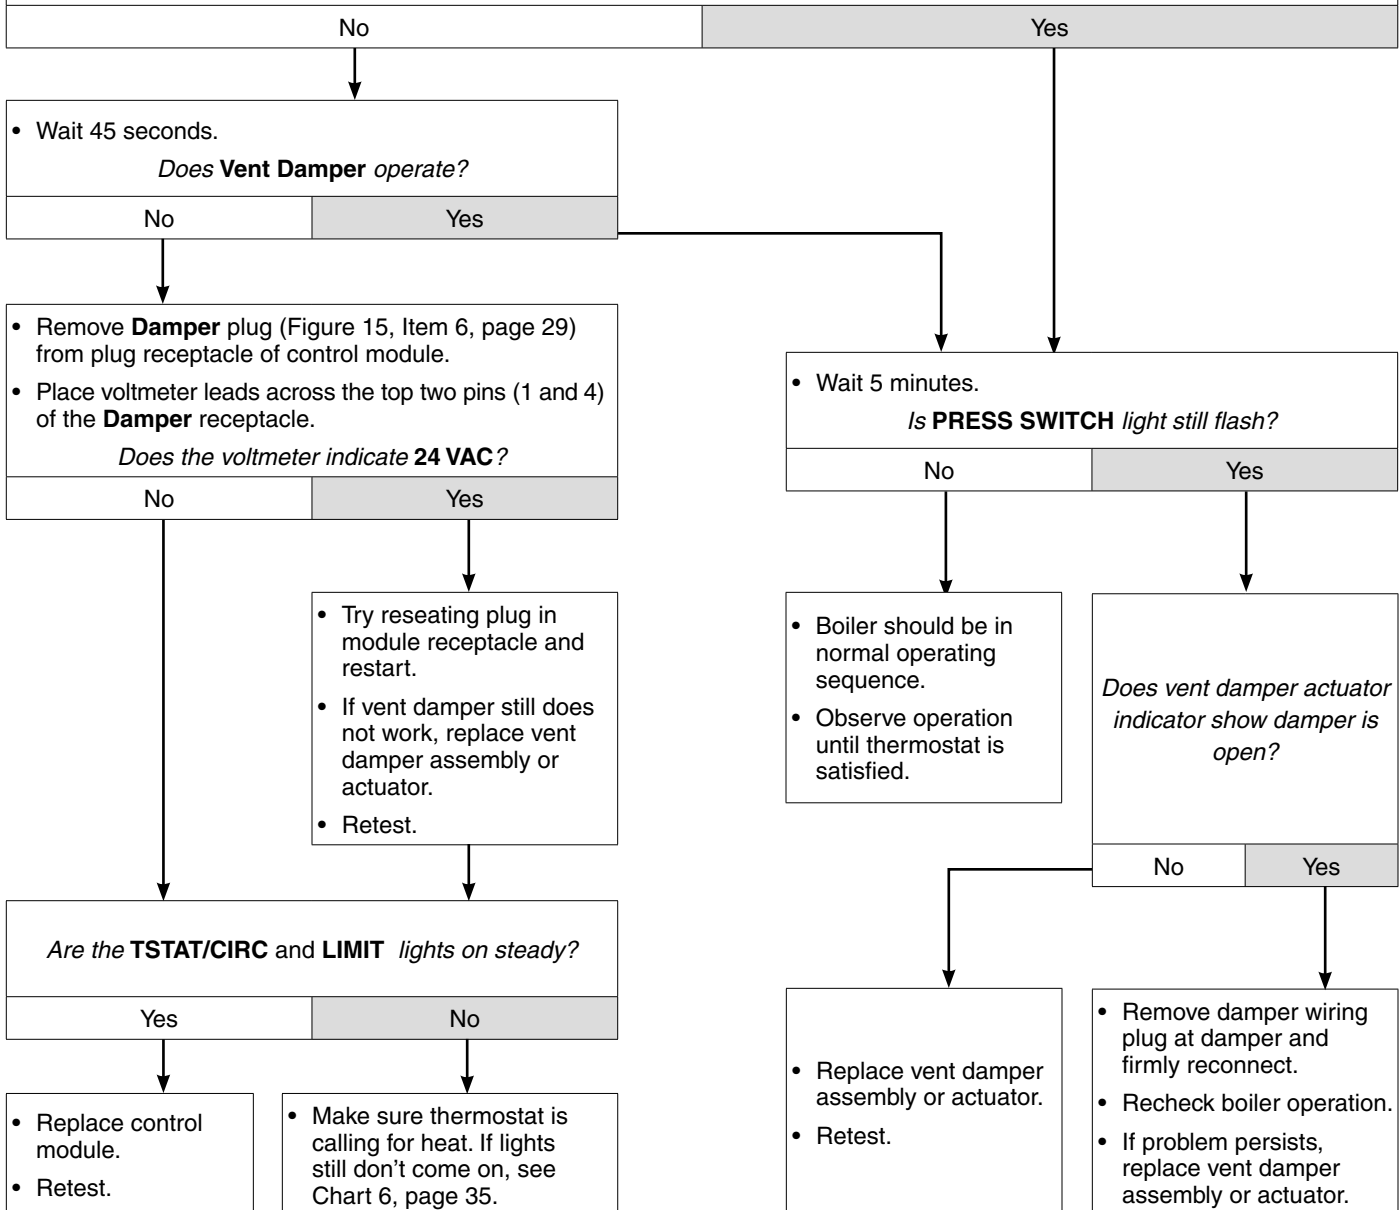 No
Yes
• Wait 45 seconds.
Does Vent Damper operate?
No
Yes
• Remove Damper plug (Figure 15, Item 6, page 29)
from plug receptacle of control module.
• Place voltmeter leads across the top two pins (1 and 4)
of the Damper receptacle.
Does the voltmeter indicate 24 VAC?
No
Yes
• Wait 5 minutes.
Is PRESS SWITCH light still flash?
No
Yes
• Try reseating plug in
module receptacle and
restart.
• If vent damper still does
not work, replace vent
damper assembly or
actuator.
• Retest.
• Boiler should be in
normal operating
sequence.
• Observe operation
until thermostat is
satisfied.
Does vent damper actuator
indicator show damper is
open?
No
Yes
Are the TSTAT/CIRC and LIMIT lights on steady?
Yes
No
• Replace control
module.
• Retest.
• Make sure thermostat is
calling for heat. If lights
still don't come on, see
Chart 6, page 35.
• Replace vent damper
assembly or actuator.
• Retest.
• Remove damper wiring
plug at damper and
firmly reconnect.
• Recheck boiler operation.
• If problem persists,
replace vent damper
assembly or actuator.